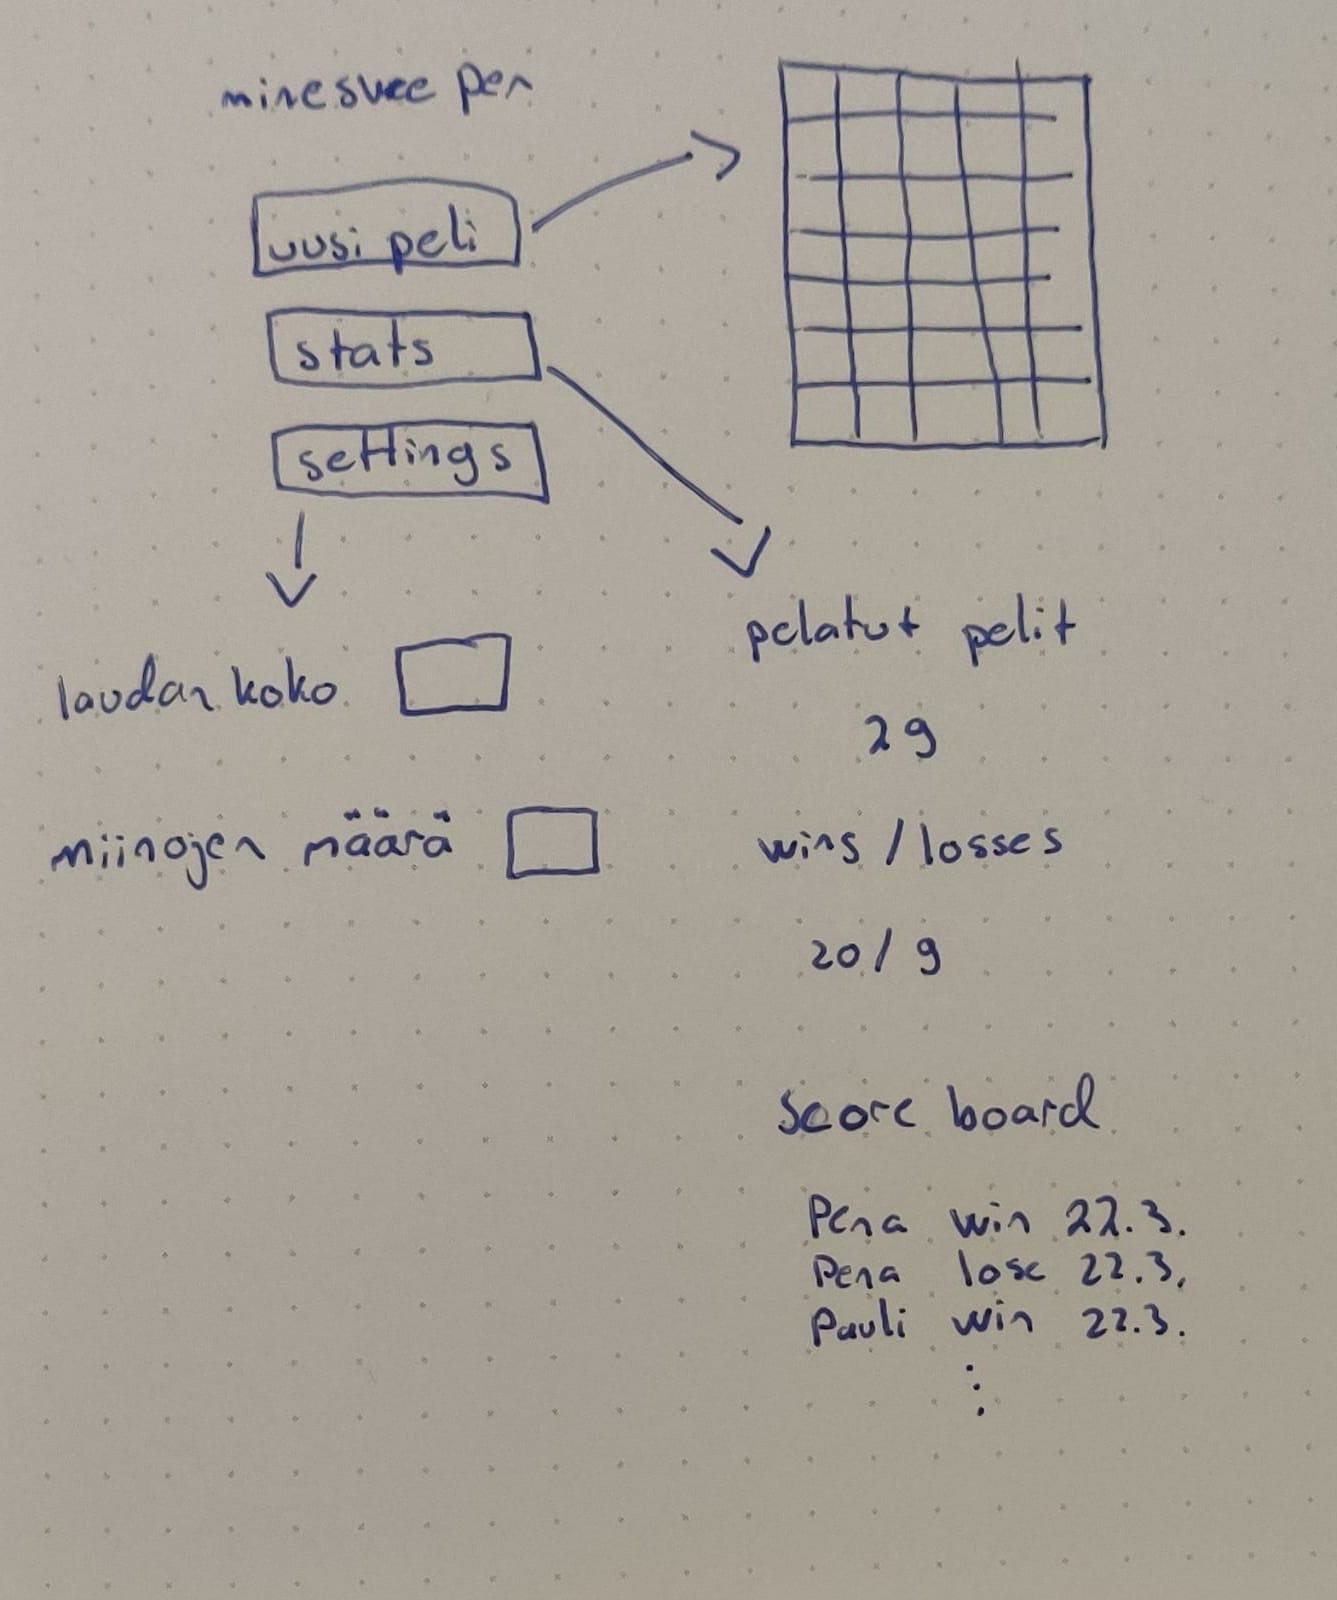 minesveeper
uusi peli
stats
settings
laudan koko
miinojen määrä
pelatut pelit
29
wins / losses
20 / 9
Score board
Pena win 22.3.
Pena lose 22.3.
Pauli win 22.3.
⋮